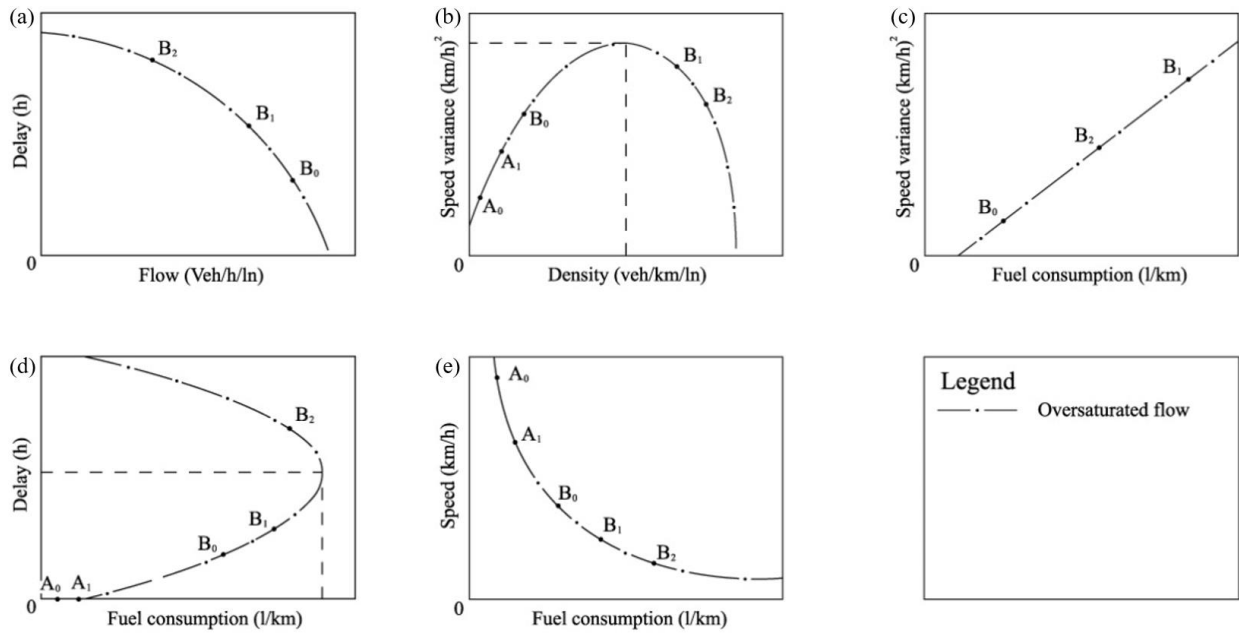 (a)
Delay (h)
B₂
B₁
B₀
0
Flow (Veh/h/ln)
(b)
Speed variance (km/h)²
B₁
B₂
B₀
A₁
A₀
0
Density (veh/km/ln)
(c)
Speed variance (km/h)²
B₁
B₂
B₀
0
Fuel consumption (l/km)
(d)
Delay (h)
B₂
B₁
B₀
A₀ A₁
0
Fuel consumption (l/km)
(e)
Speed (km/h)
A₀
A₁
B₀
B₁
B₂
0
Fuel consumption (l/km)
Legend
Oversaturated flow